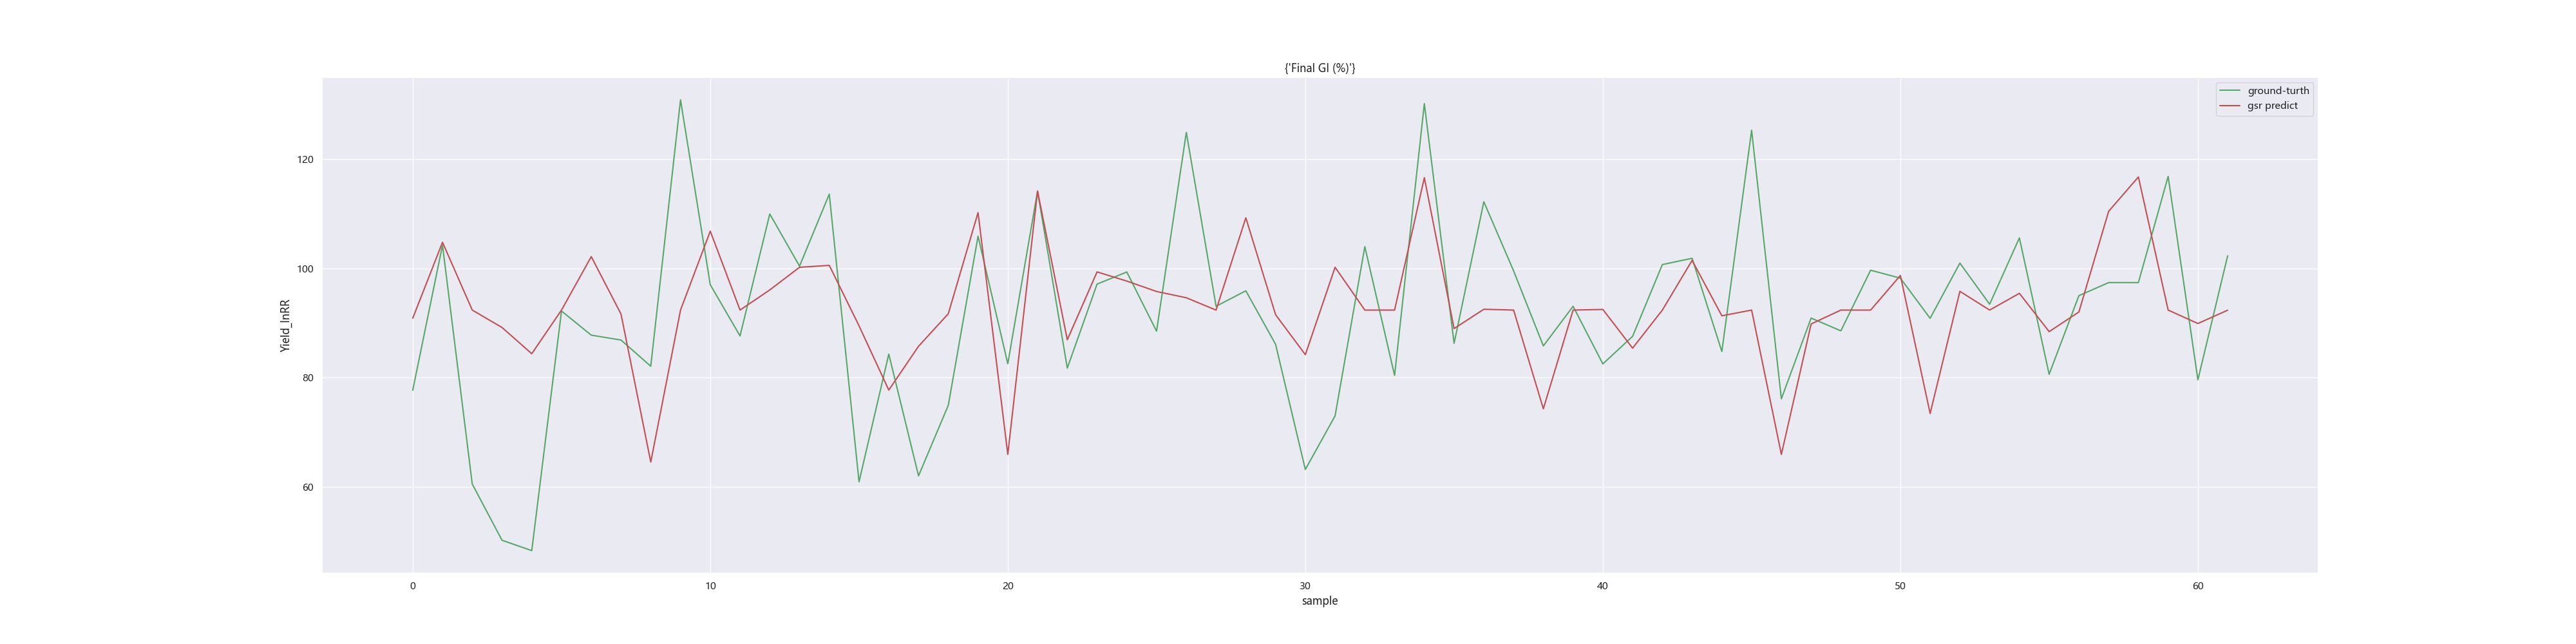 {'Final GI (%)'}
ground-turth
gsr predict
Yield_lnRR
120
100
80
60
0 10 20 30 40 50 60
sample